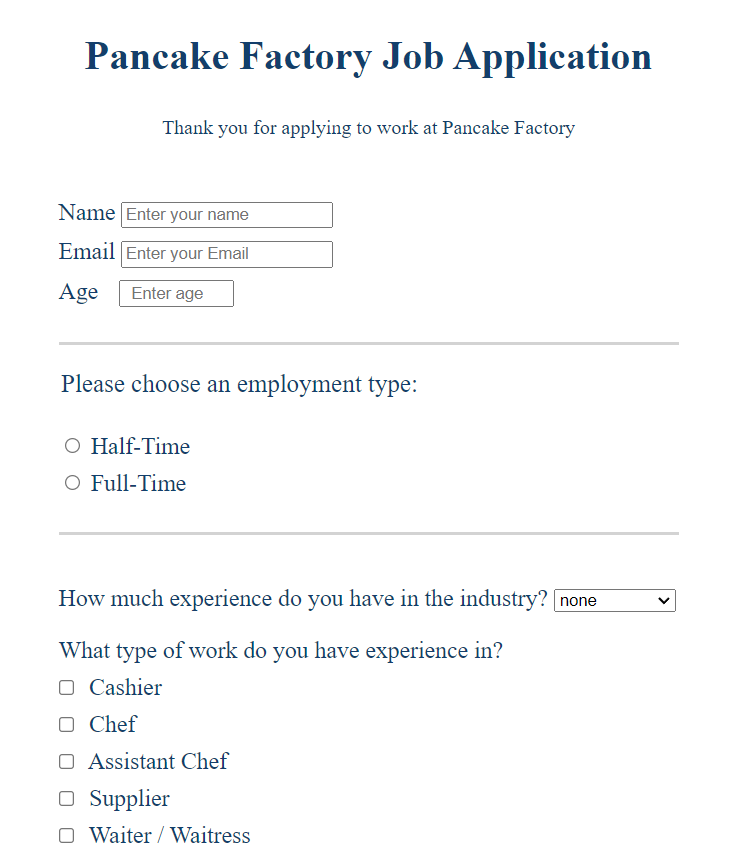 Pancake Factory Job Application
Thank you for applying to work at Pancake Factory
Name Enter your name
Email Enter your Email
Age Enter age
Please choose an employment type:
Half-Time
Full-Time
How much experience do you have in the industry? none
What type of work do you have experience in?
Cashier
Chef
Assistant Chef
Supplier
Waiter / Waitress